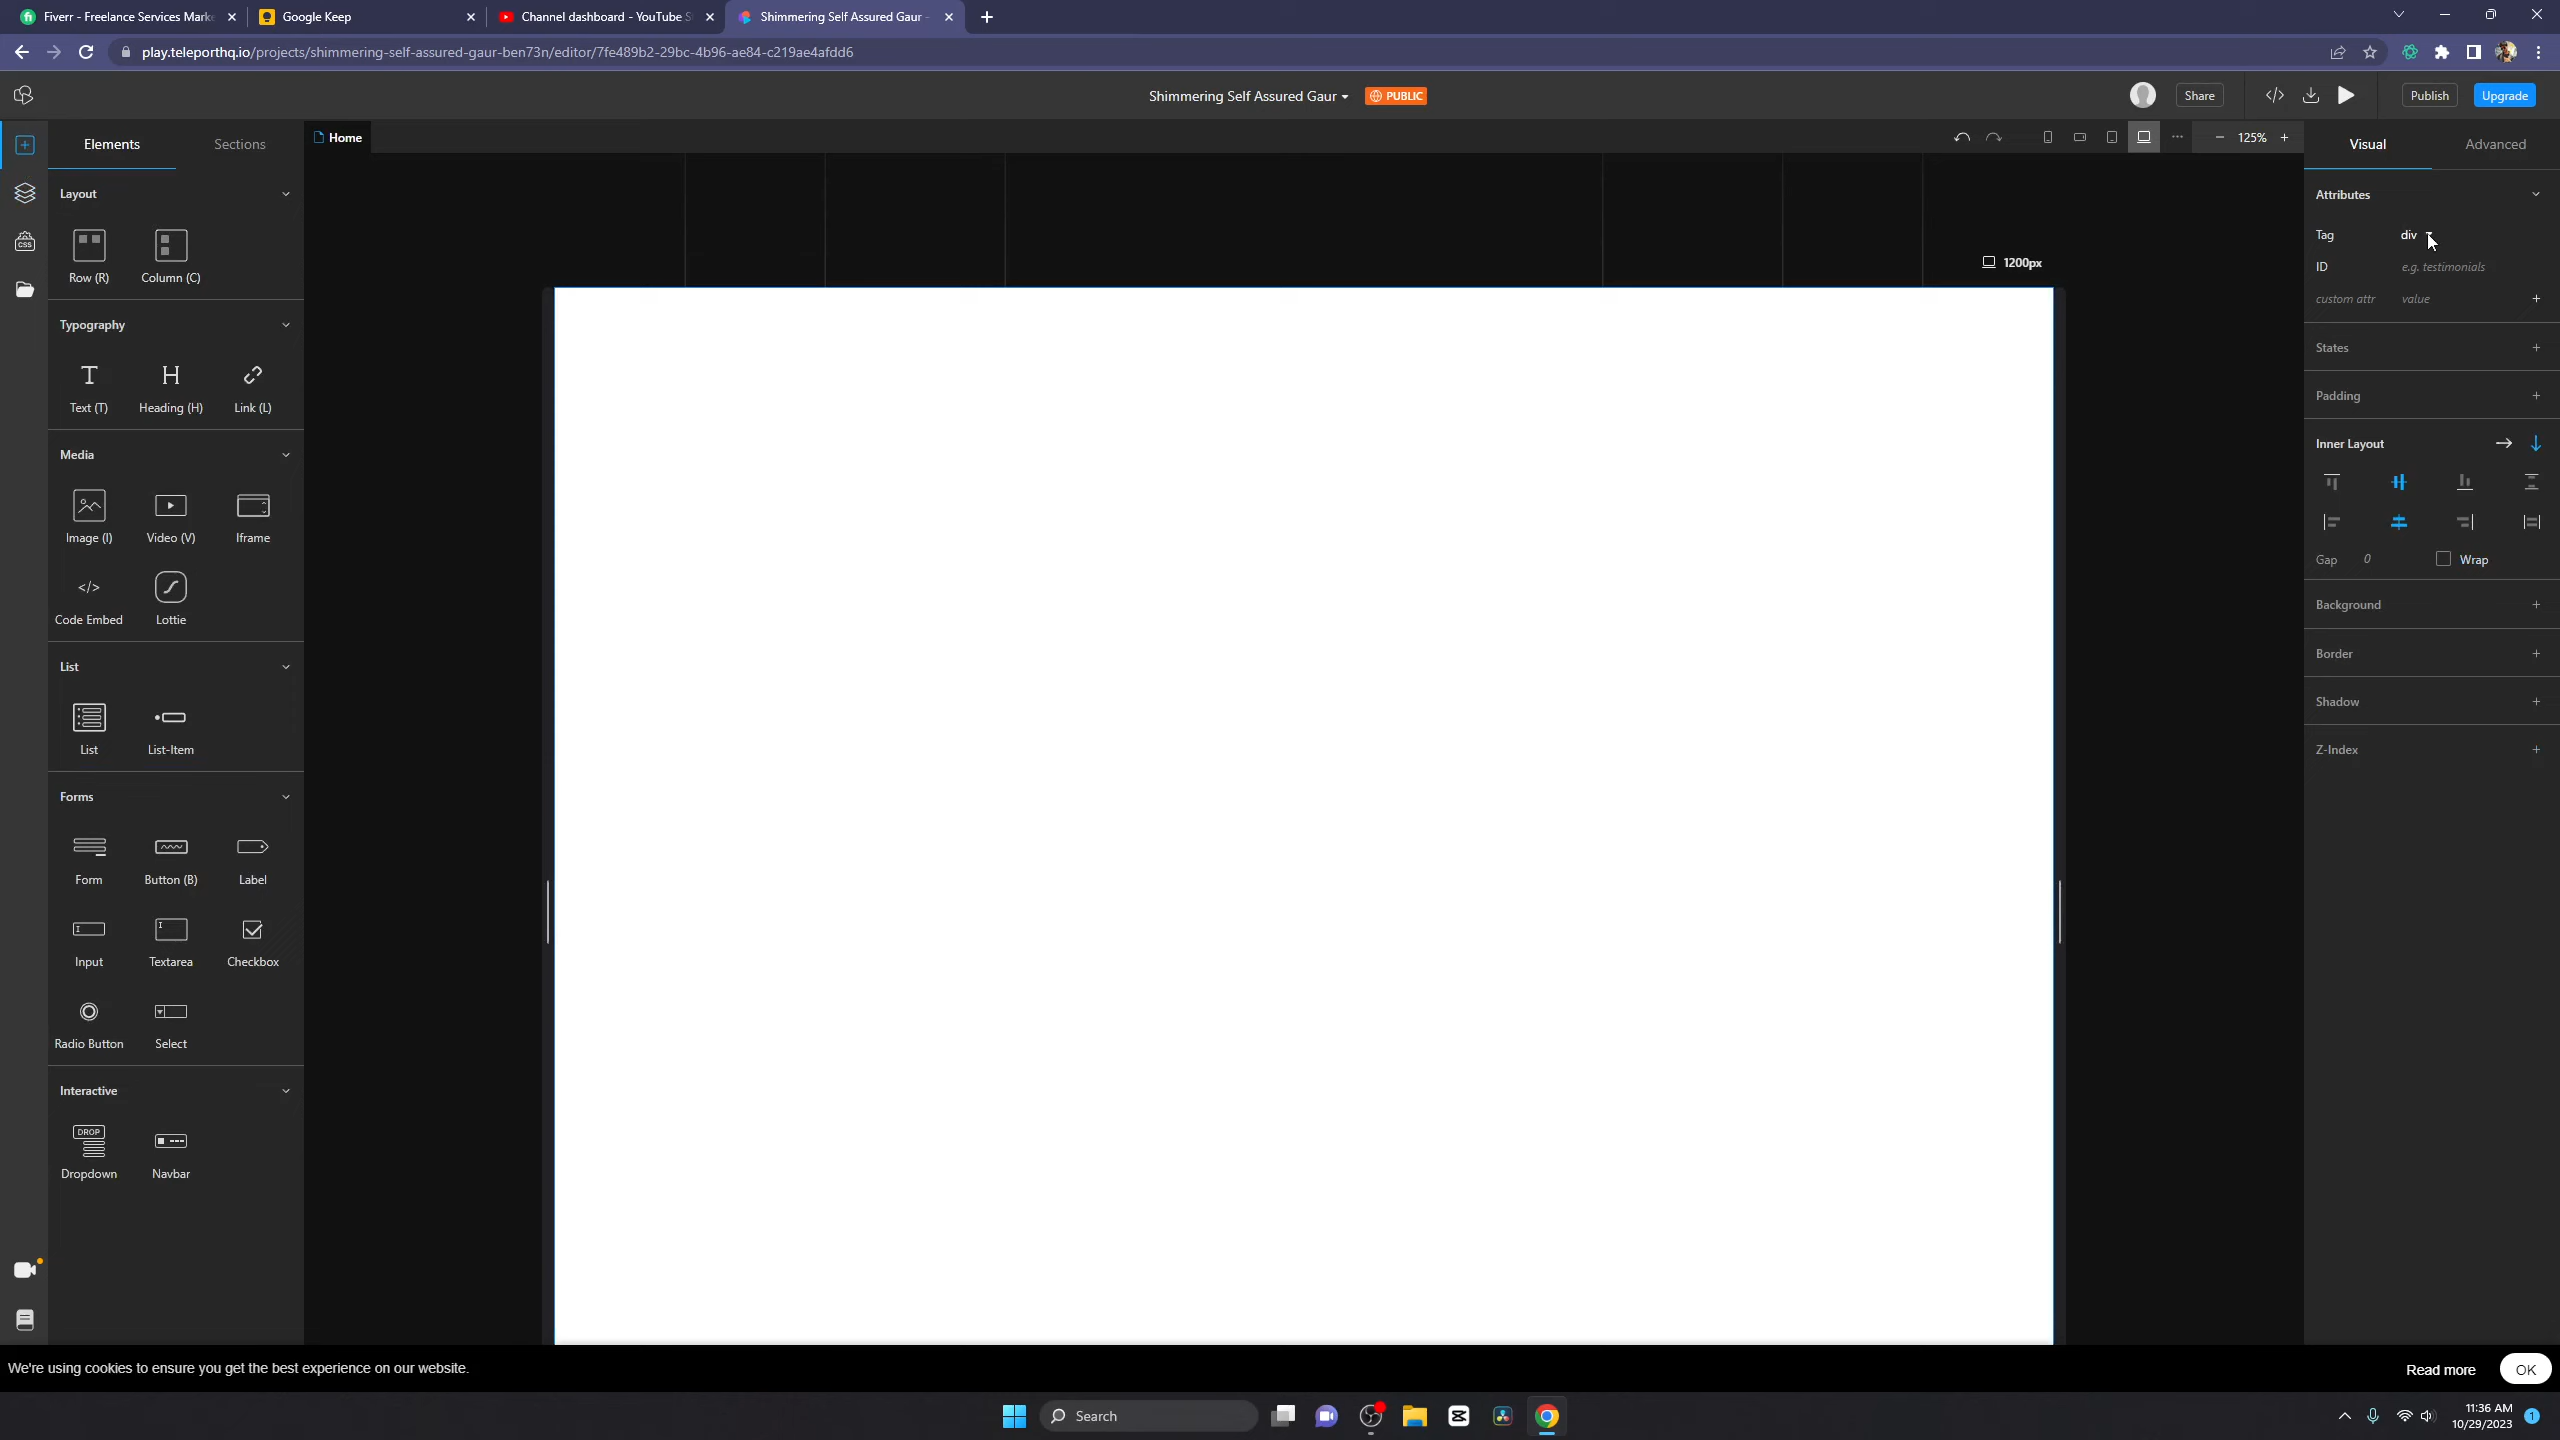 Fiverr - Freelance Services Mark
Google Keep
Channel dashboard - YouTube S
Shimmering Self Assured Gaur -
play.teleporthq.io/projects/shimmering-self-assured-gaur-ben73n/editor/7fe489b2-29bc-4b96-ae84-c219ae4afdd6
Shimmering Self Assured Gaur
PUBLIC
Share
Publish
Upgrade
Elements
Sections
Home
125%
Visual
Advanced
Layout
Row (R)
Column (C)
Typography
Text (T)
Heading (H)
Link (L)
Media
Image (I)
Video (V)
Iframe
Code Embed
Lottie
List
List
List-Item
Forms
Form
Button (B)
Label
Input
Textarea
Checkbox
Radio Button
Select
Interactive
DROP
Dropdown
Navbar
CSS
1200px
Attributes
Tag
div
ID
e.g. testimonials
custom attr
value
States
Padding
Inner Layout
Gap
0
Wrap
Background
Border
Shadow
Z-Index
We're using cookies to ensure you get the best experience on our website.
Read more
OK
Search
11:36 AM
10/29/2023
1